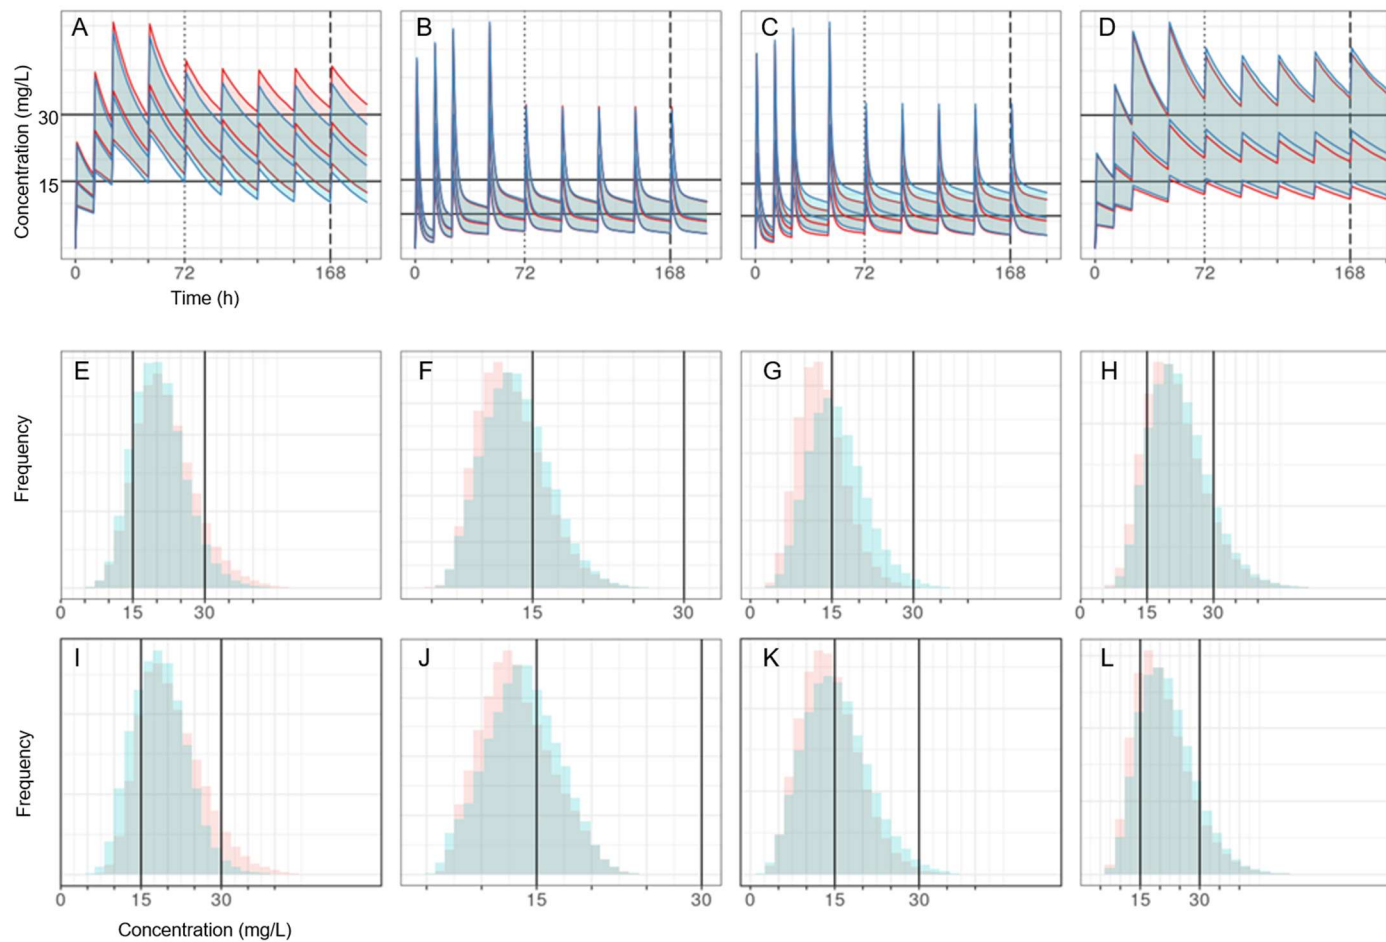 A B C D
Concentration (mg/L)
30
15
0 72 168 0 72 168 0 72 168 0 72 168
Time (h)
E F G H
Frequency
0 15 30 15 30 0 15 30 0 15 30
I J K L
Frequency
0 15 30 15 30 0 15 30 15 30
Concentration (mg/L)